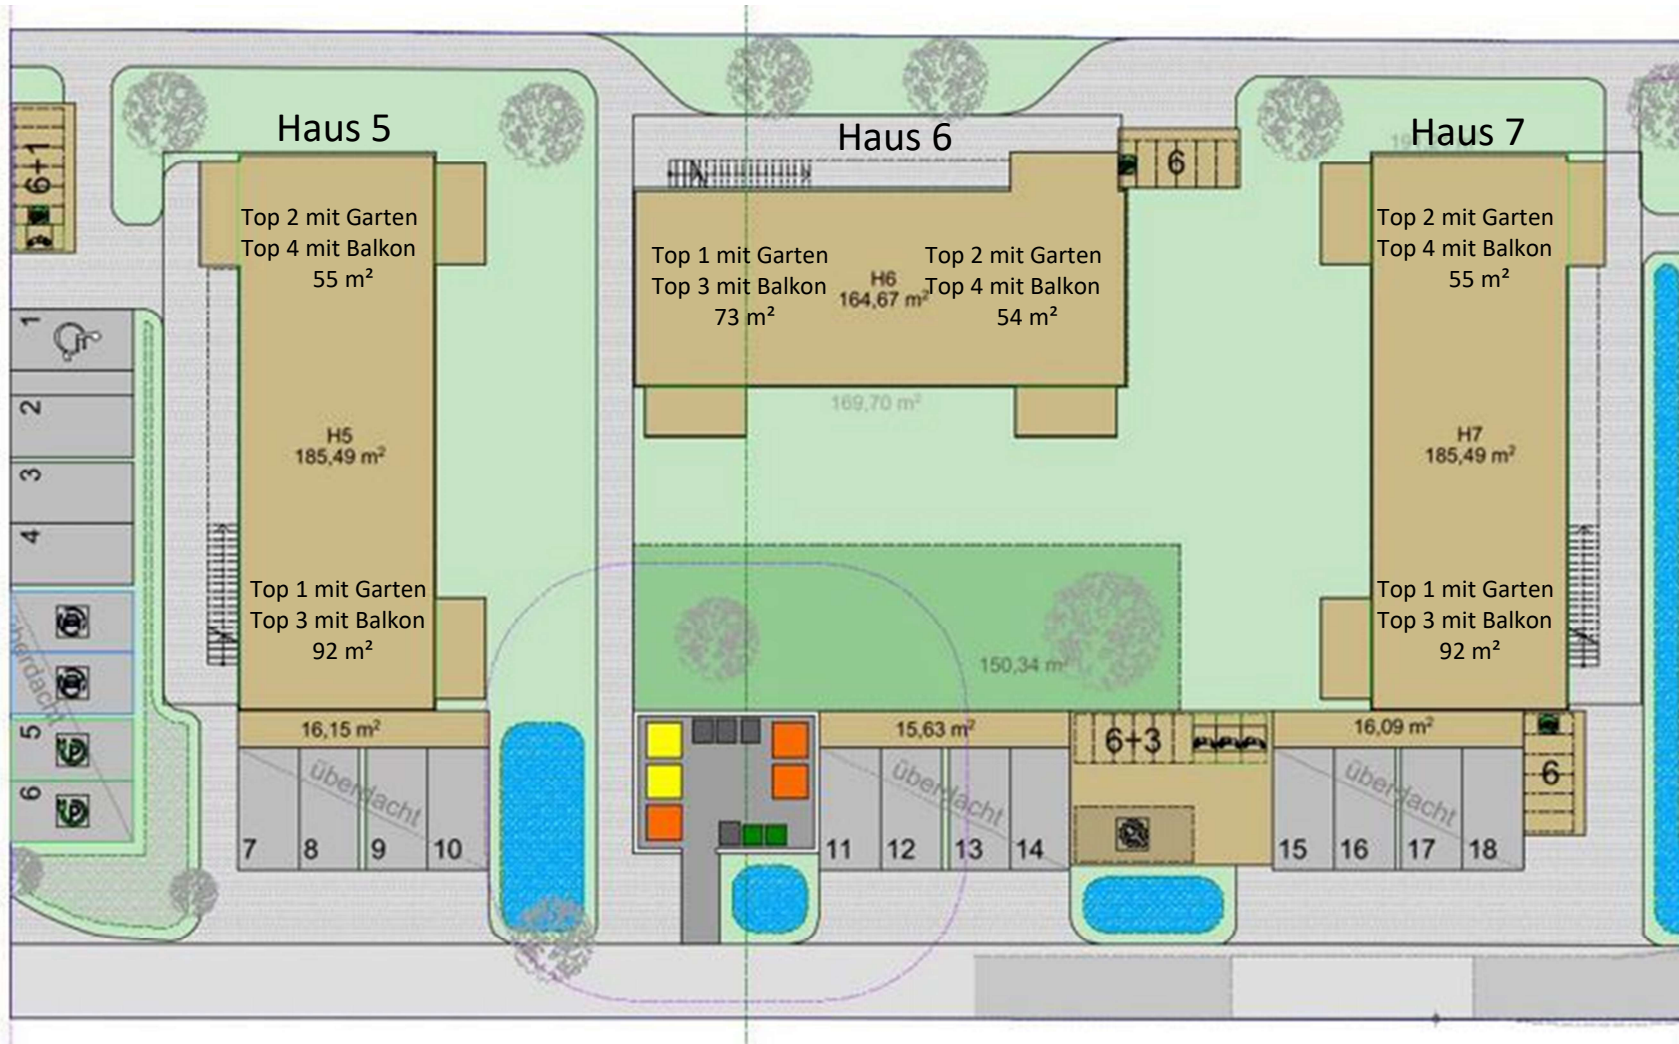 Haus 5
Haus 6
Haus 7
6+1
6
Top 2 mit Garten
Top 4 mit Balkon
55 m²
Top 1 mit Garten
Top 3 mit Balkon
73 m²
H6
164,67 m²
Top 2 mit Garten
Top 4 mit Balkon
54 m²
Top 2 mit Garten
Top 4 mit Balkon
55 m²
169,70 m²
H5
185,49 m²
H7
185,49 m²
1
2
3
4
5
6
überdacht
Top 1 mit Garten
Top 3 mit Balkon
92 m²
150,34 m²
Top 1 mit Garten
Top 3 mit Balkon
92 m²
16,15 m²
15,63 m²
6+3
16,09 m²
6
überdacht
überdacht
überdacht
7
8
9
10
11
12
13
14
15
16
17
18